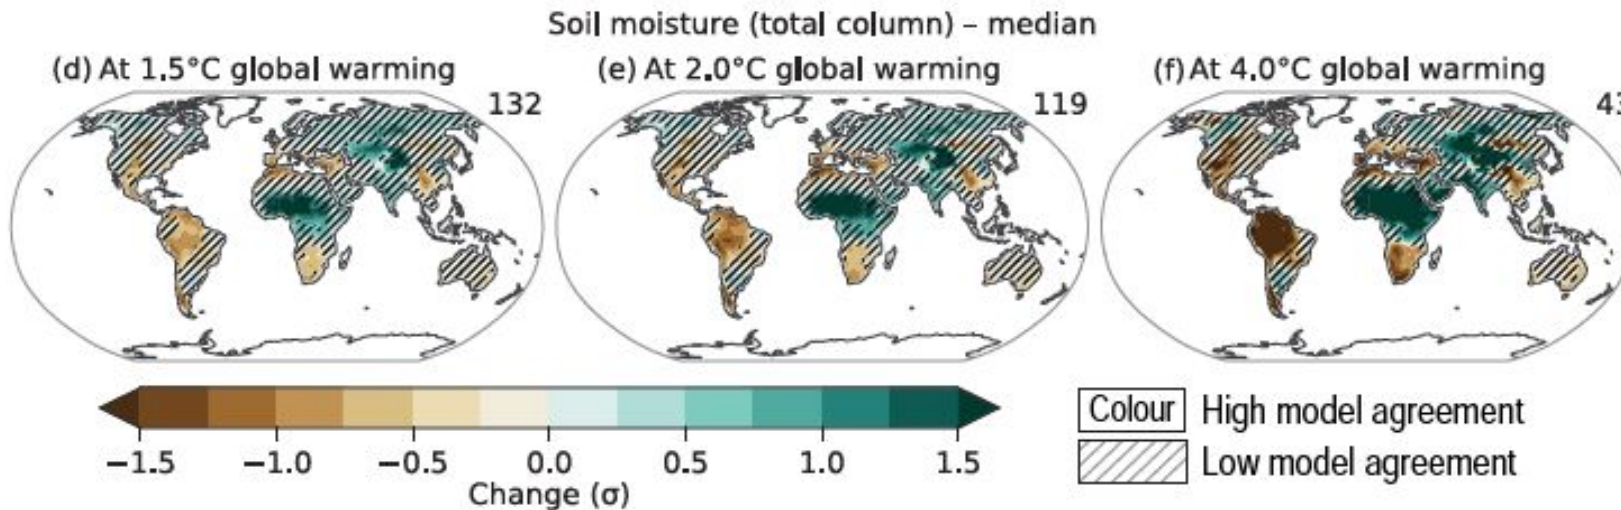 Soil moisture (total column) – median
(d) At 1.5°C global warming
(e) At 2.0°C global warming
(f) At 4.0°C global warming
132
119
−1.5 −1.0 −0.5 0.0 0.5 1.0 1.5
Change (σ)
Colour High model agreement
Low model agreement